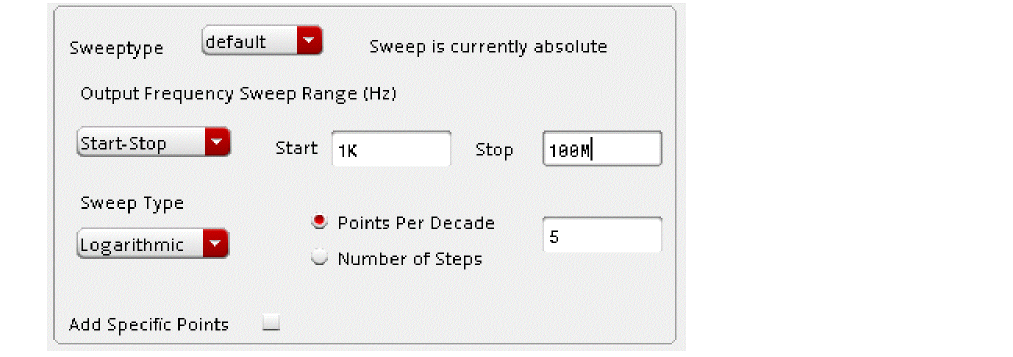 Sweeptype default Sweep is currently absolute
Output Frequency Sweep Range (Hz)
Start-Stop Start 1K Stop 100M
Sweep Type
Points Per Decade
Logarithmic 5
Number of Steps
Add Specific Points